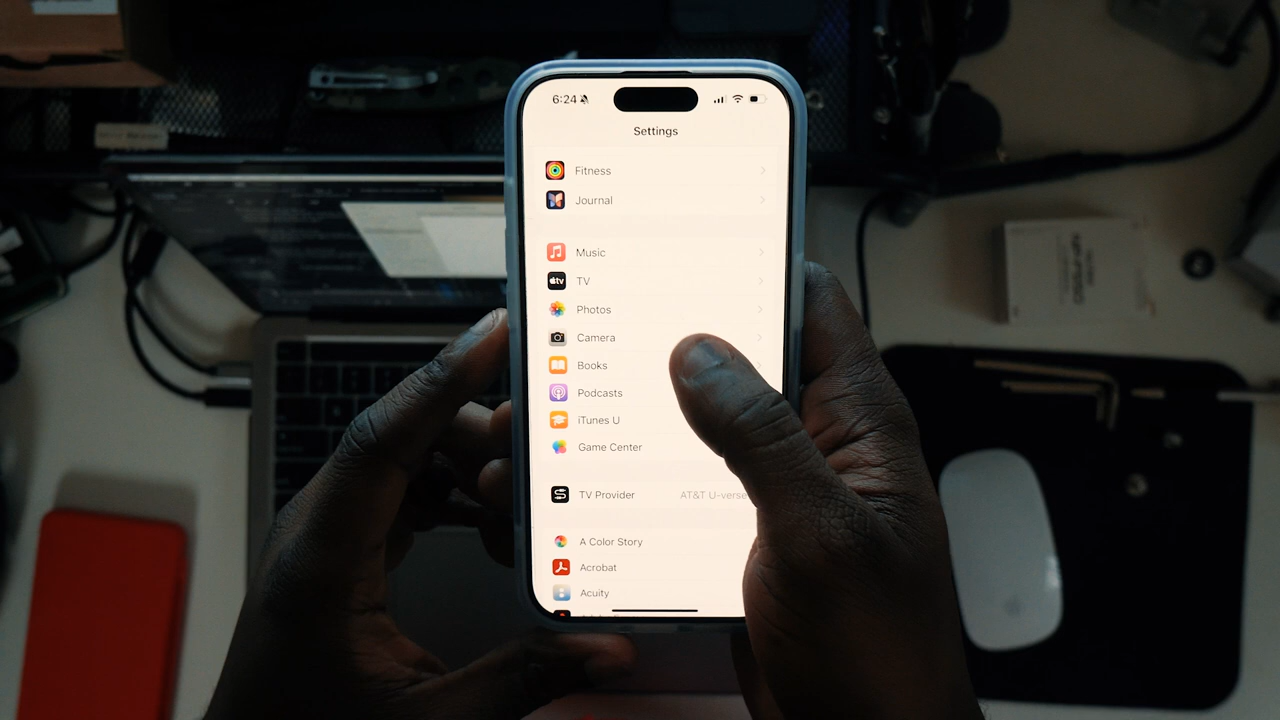 6:24
Settings
Fitness
Journal
Music
tv
TV
Photos
Camera
Books
Podcasts
iTunes U
Game Center
TV Provider
AT&T U-verse
A Color Story
Acrobat
Acuity